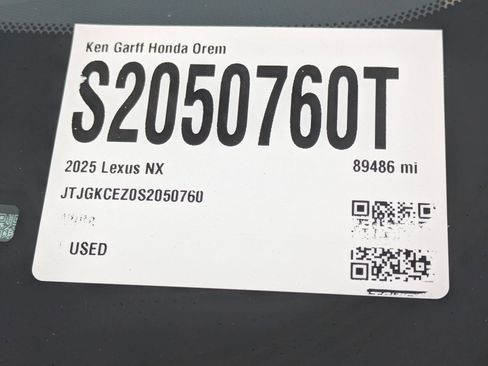 Ken Garff Honda Orem
S2050760T
2025 Lexus NX 89486 mi
JTJGKCEZ0S2050760
USED